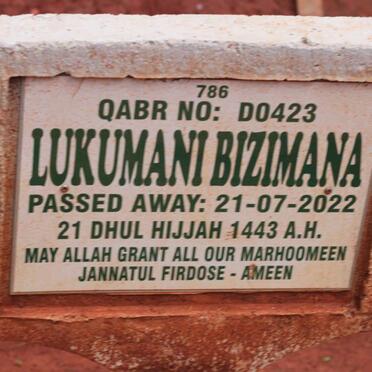 786
QABR NO: D0423
LUKUMANI BIZIMANA
PASSED AWAY: 21-07-2022
21 DHUL HIJJAH 1443 A.H.
MAY ALLAH GRANT ALL OUR MARHOOMEEN
JANNATUL FIRDOSE - AMEEN